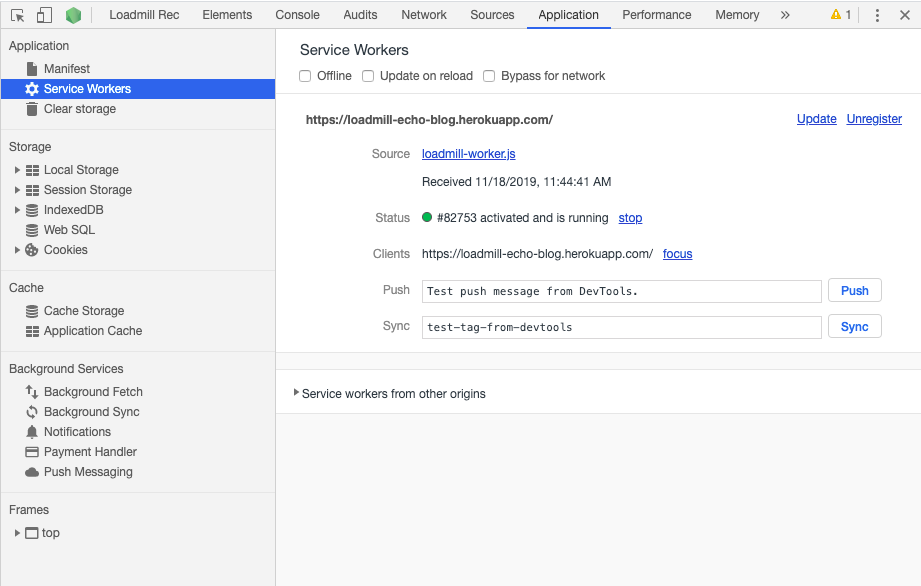 Loadmill Rec Elements Console Audits Network Sources Application Performance Memory » 1
Application
Manifest
Service Workers
Clear storage
Storage
Local Storage
Session Storage
IndexedDB
Web SQL
Cookies
Cache
Cache Storage
Application Cache
Background Services
Background Fetch
Background Sync
Notifications
Payment Handler
Push Messaging
Frames
top
Service Workers
Offline Update on reload Bypass for network
https://loadmill-echo-blog.herokuapp.com/ Update Unregister
Source loadmill-worker.js
Received 11/18/2019, 11:44:41 AM
Status #82753 activated and is running stop
Clients https://loadmill-echo-blog.herokuapp.com/ focus
Push Test push message from DevTools. Push
Sync test-tag-from-devtools Sync
Service workers from other origins